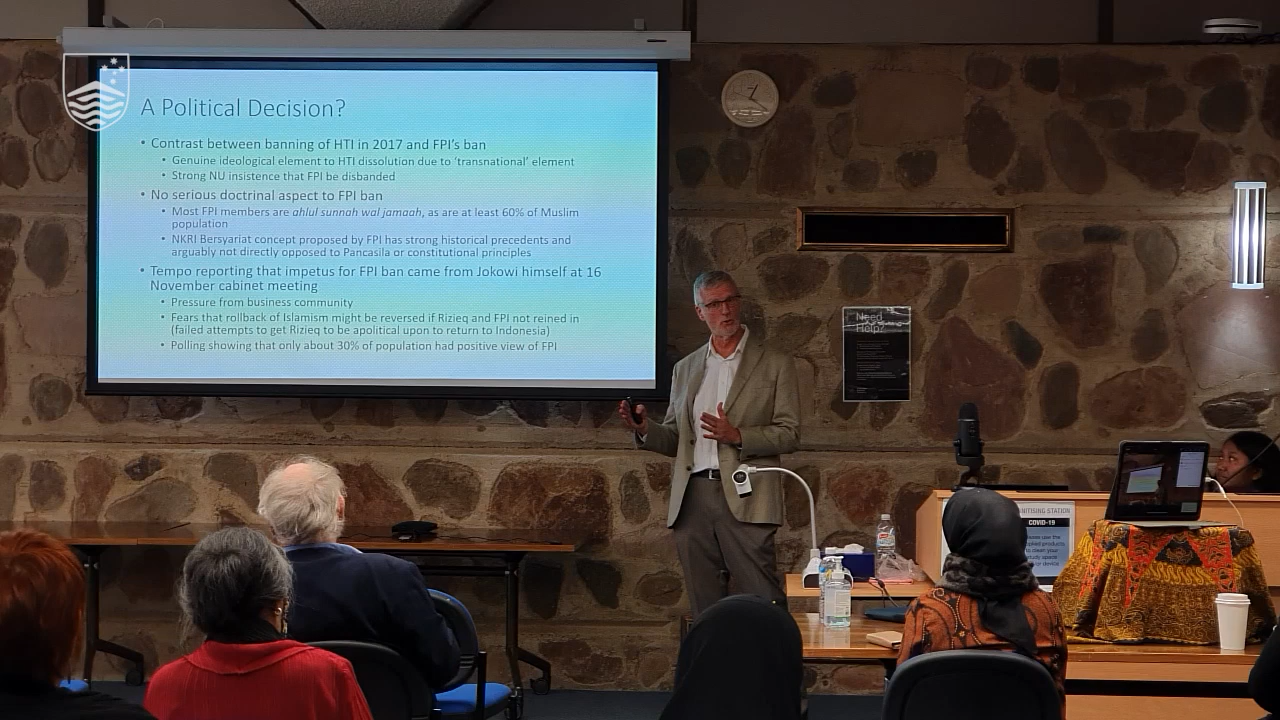 A Political Decision?
• Contrast between banning of HTI in 2017 and FPI's ban
• Genuine ideological element to HTI dissolution due to 'transnational' element
• Strong NU insistence that FPI be disbanded
• No serious doctrinal aspect to FPI ban
• Most FPI members are ahlul sunnah wal jamaah, as are at least 60% of Muslim
population
• NKRI Bersyariat concept proposed by FPI has strong historical precedents and
arguably not directly opposed to Pancasila or constitutional principles
• Tempo reporting that impetus for FPI ban came from Jokowi himself at 16
November cabinet meeting
• Pressure from business community
• Fears that rollback of Islamism might be reversed if Rizieq and FPI not reined in
(failed attempts to get Rizieq to be apolitical upon to return to Indonesia)
• Poling showing that only about 30% of population had positive view of FPI
Need
Help?
NITISING STATION
COVID-19